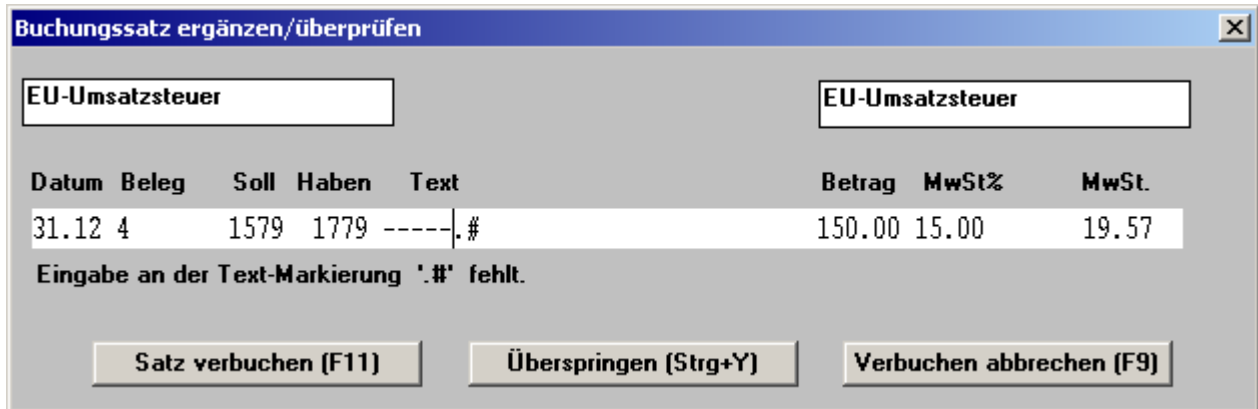 Buchungssatz ergänzen/überprüfen
EU-Umsatzsteuer EU-Umsatzsteuer
Datum Beleg Soll Haben Text Betrag MwSt% MwSt.
31.12 4 1579 1779 -----.# 150.00 15.00 19.57
Eingabe an der Text-Markierung '.#' fehlt.
Satz verbuchen (F11) Überspringen (Strg+Y) Verbuchen abbrechen (F9)